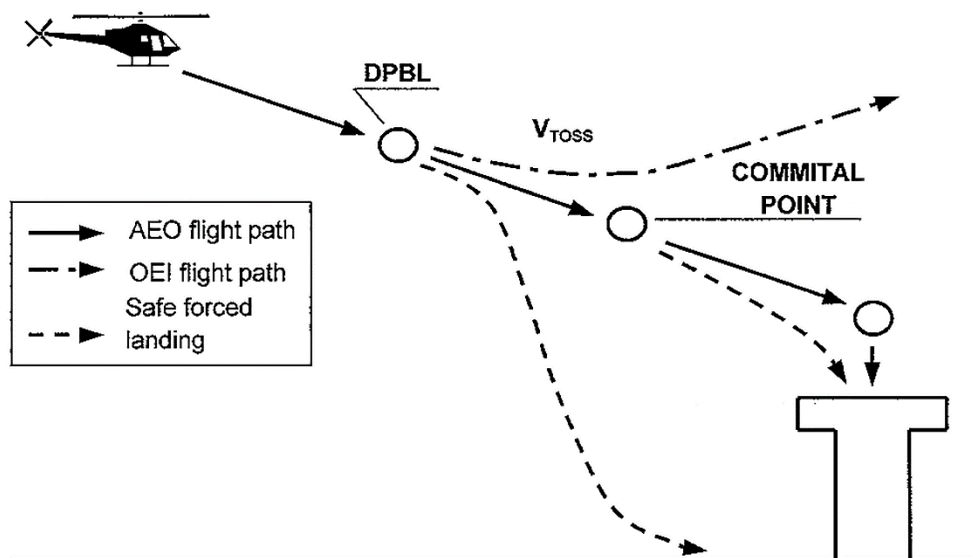 DPBL
VTOSS
COMMITAL
POINT
AEO flight path
OEI flight path
Safe forced
landing